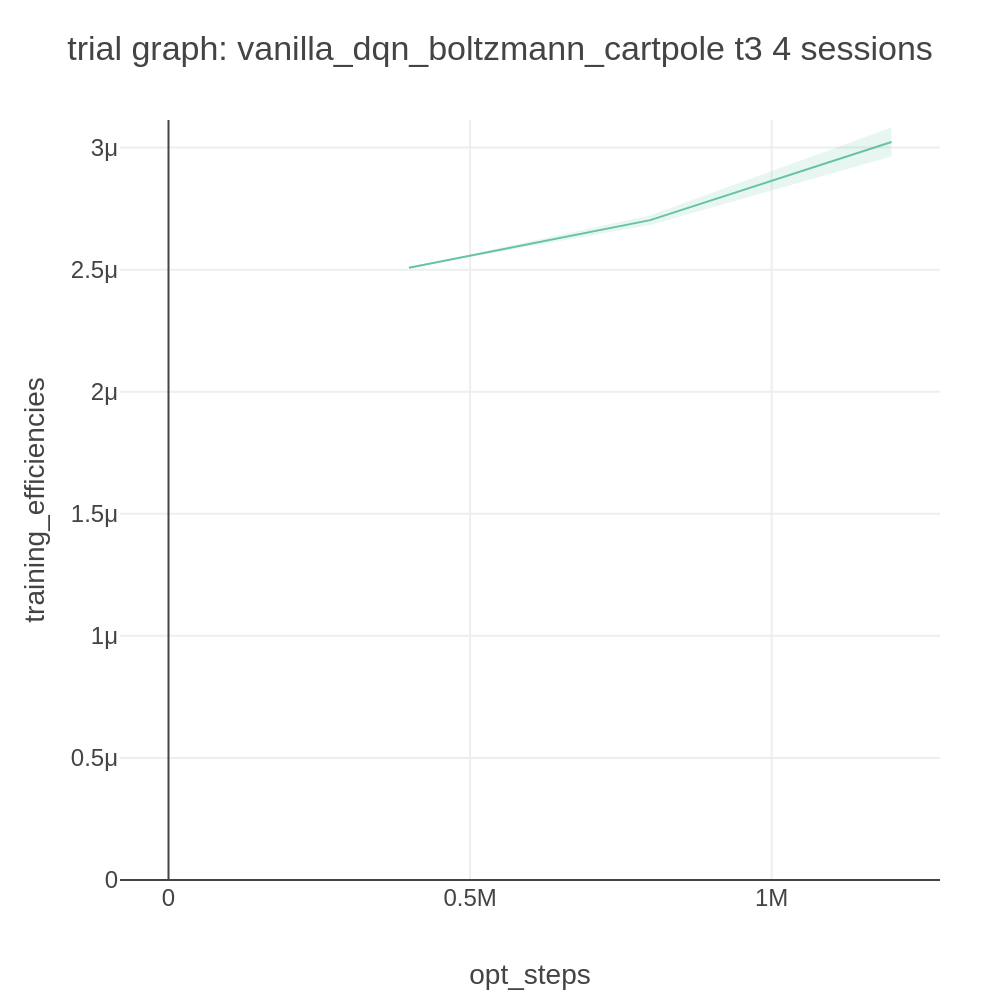 trial graph: vanilla_dqn_boltzmann_cartpole t3 4 sessions
3μ
2.5μ
2μ
1.5μ
1μ
0.5μ
0
training_efficiencies
0
0.5M
1M
opt_steps